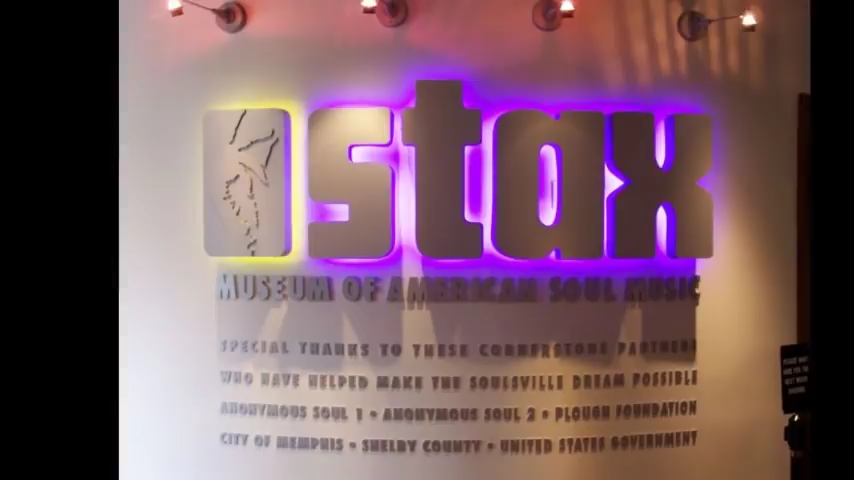 stax
MUSEUM OF AMERICAN SOUL MUSIC
SPECIAL THANKS TO THESE CORNERSTONE PARTNERS
WHO HAVE HELPED MAKE THE SOULSVILLE DREAM POSSIBLE
ANONYMOUS SOUL 1 • ANONYMOUS SOUL 2 • PLOUGH FOUNDATION
CITY OF MEMPHIS • SHELBY COUNTY • UNITED STATES GOVERNMENT